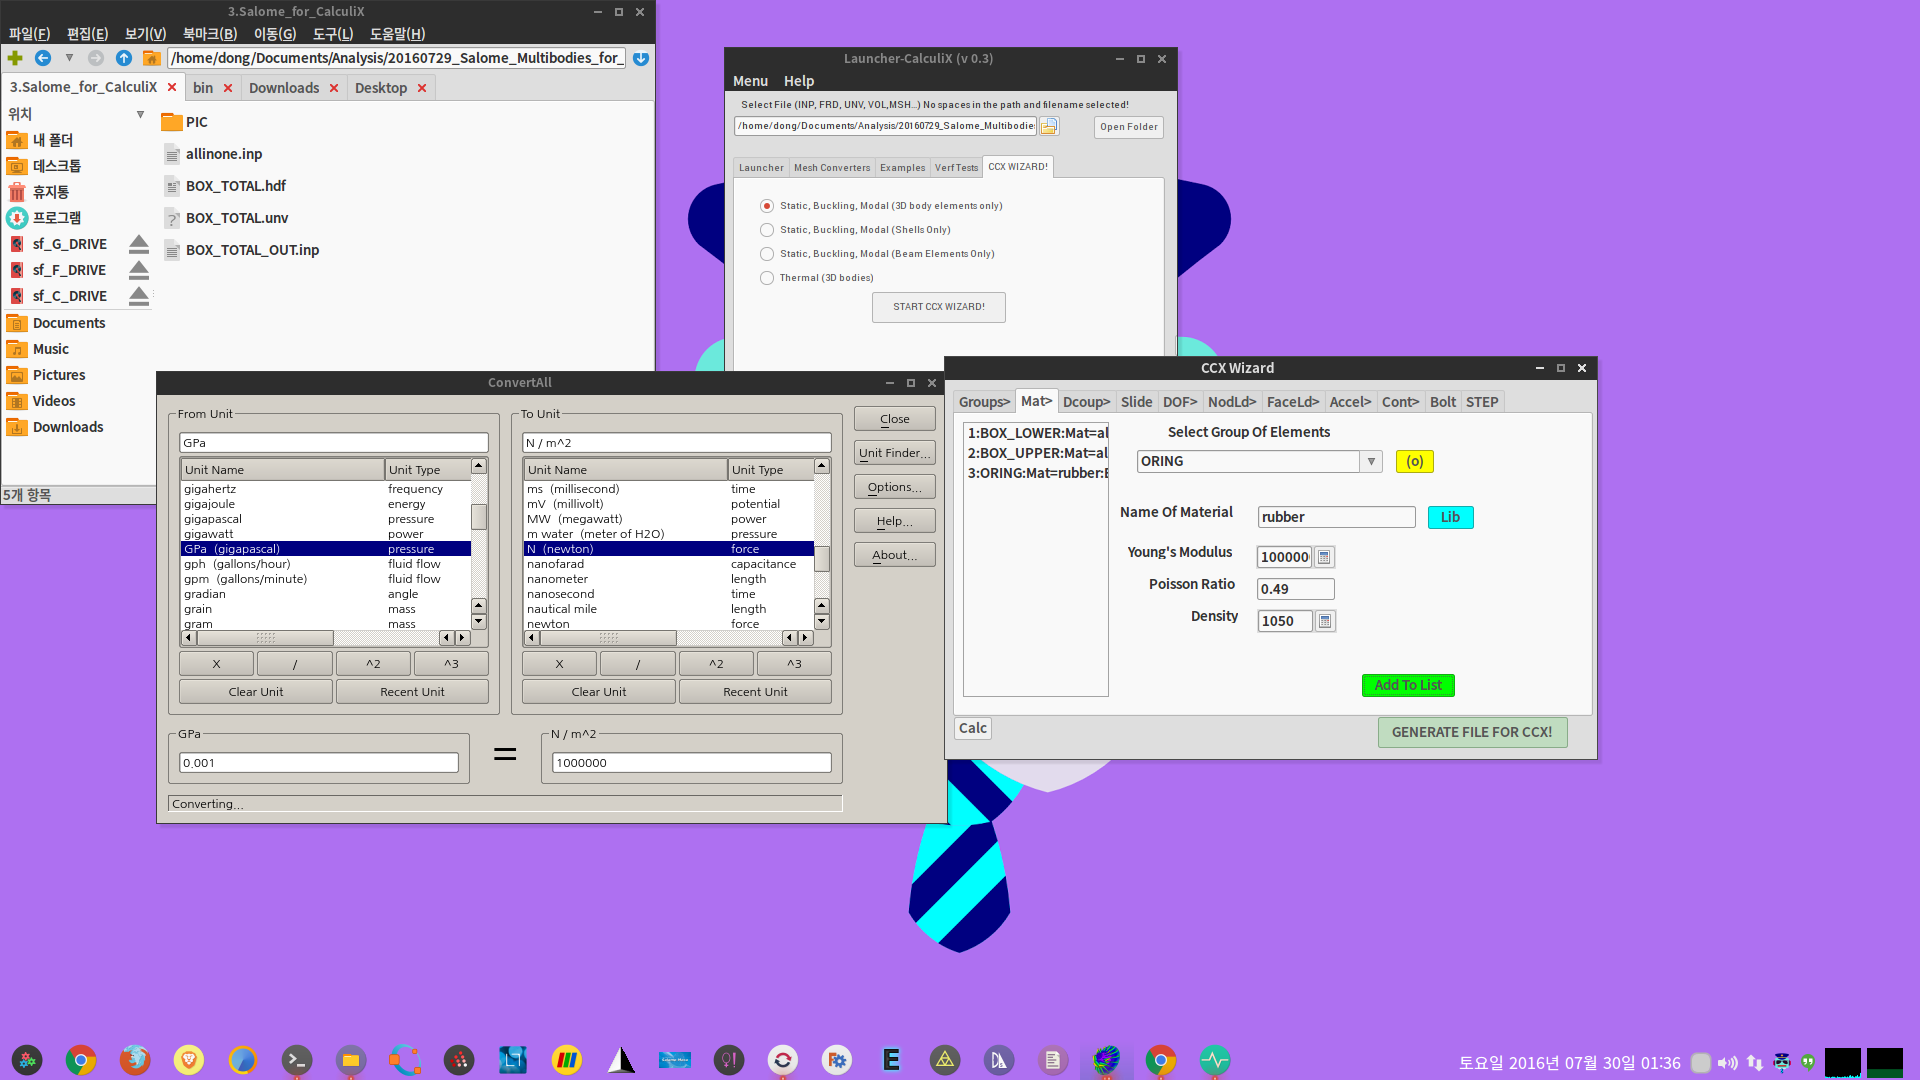 3.Salome_for_CalculiX
파일(F) 편집(E) 보기(V) 북마크(B) 이동(G) 도구(L) 도움말(H)
/home/dong/Documents/Analysis/20160729_Salome_Multibodies_for_
3.Salome_for_CalculiX bin Downloads Desktop
위치
내 폴더
데스크톱
휴지통
프로그램
sf_G_DRIVE
sf_F_DRIVE
sf_C_DRIVE
Documents
Music
Pictures
Videos
Downloads
PIC
allinone.inp
BOX_TOTAL.hdf
BOX_TOTAL.unv
BOX_TOTAL_OUT.inp
5개 항목
Launcher-CalculiX (v 0.3)
Menu Help
Select File (INP, FRD, UNV, VOL,MSH...) No spaces in the path and filename selected!
/home/dong/Documents/Analysis/20160729_Salome_Multibodie
Open Folder
Launcher Mesh Converters Examples Verf Tests CCX WIZARD!
Static, Buckling, Modal (3D body elements only)
Static, Buckling, Modal (Shells Only)
Static, Buckling, Modal (Beam Elements Only)
Thermal (3D bodies)
START CCX WIZARD!
ConvertAll
From Unit
GPa
Unit Name Unit Type
gigahertz frequency
gigajoule energy
gigapascal pressure
gigawatt power
GPa (gigapascal) pressure
gph (gallons/hour) fluid flow
gpm (gallons/minute) fluid flow
gradian angle
grain mass
gram mass
X / ^2 ^3
Clear Unit Recent Unit
To Unit
N / m^2
Unit Name Unit Type
ms (millisecond) time
mV (millivolt) potential
MW (megawatt) power
m water (meter of H2O) pressure
N (newton) force
nanofarad capacitance
nanometer length
nanosecond time
nautical mile length
newton force
X / ^2 ^3
Clear Unit Recent Unit
Close
Unit Finder...
Options...
Help...
About...
GPa
0.001
=
N / m^2
1000000
Converting...
CCX Wizard
Groups> Mat> Dcoup> Slide DOF> NodLd> FaceLd> Accel> Cont> Bolt STEP
1:BOX_LOWER:Mat=al
2:BOX_UPPER:Mat=al
3:ORING:Mat=rubber:E
Select Group Of Elements
ORING
(o)
Name Of Material rubber Lib
Young's Modulus 100000
Poisson Ratio 0.49
Density 1050
Add To List
Calc
GENERATE FILE FOR CCX!
토요일 2016년 07월 30일 01:36